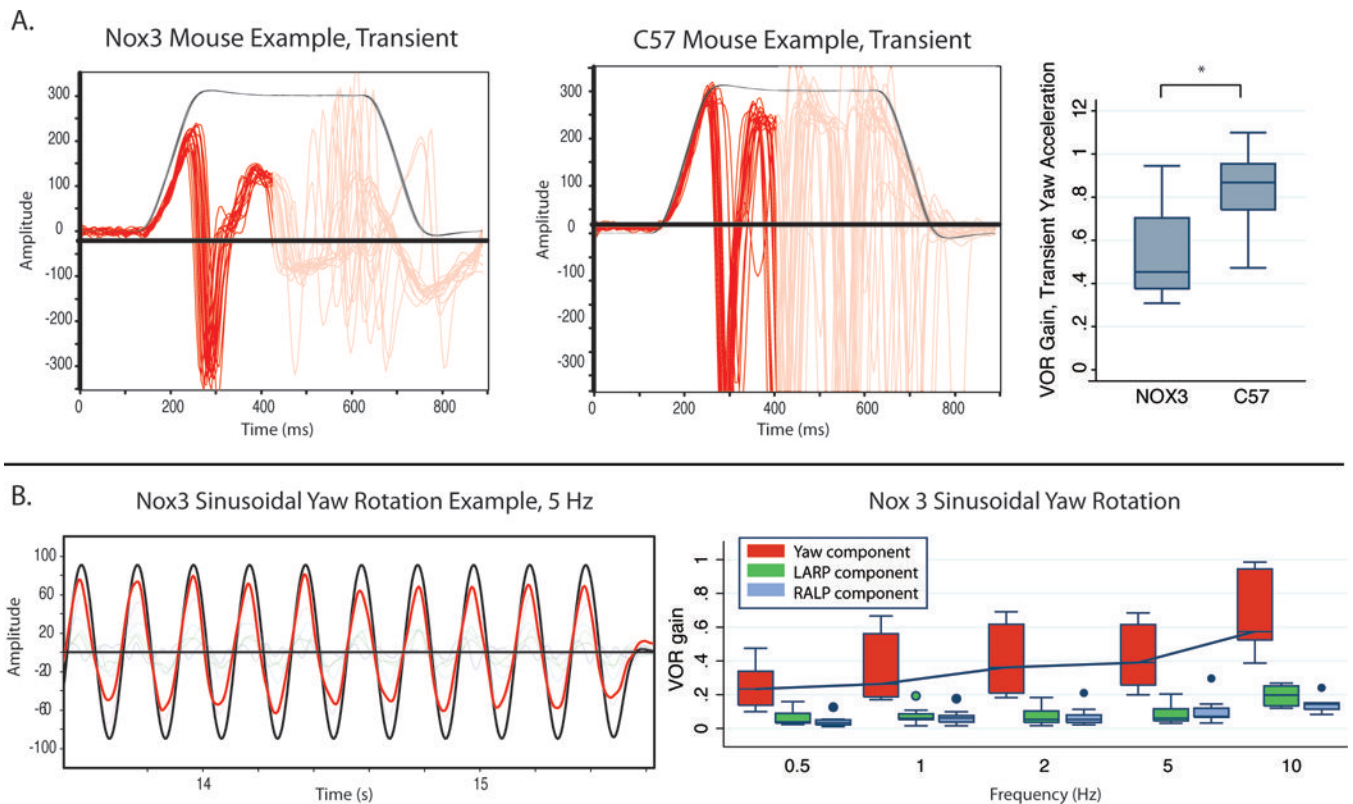 A.
Nox3 Mouse Example, Transient
C57 Mouse Example, Transient
Amplitude
300
200
100
0
-100
-200
-300
0
200
400
600
800
Time (ms)
Amplitude
300
200
100
0
-100
-200
-300
0
200
400
600
800
Time (ms)
*
VOR Gain, Transient Yaw Acceleration
12
1
.8
.6
.4
.2
0
NOX3
C57
B.
Nox3 Sinusoidal Yaw Rotation Example, 5 Hz
Amplitude
100
60
20
-0
-60
-100
14
15
Time (s)
Nox 3 Sinusoidal Yaw Rotation
Yaw component
LARP component
RALP component
VOR gain
1
.8
.6
.4
.2
0
0.5
1
2
5
10
Frequency (Hz)